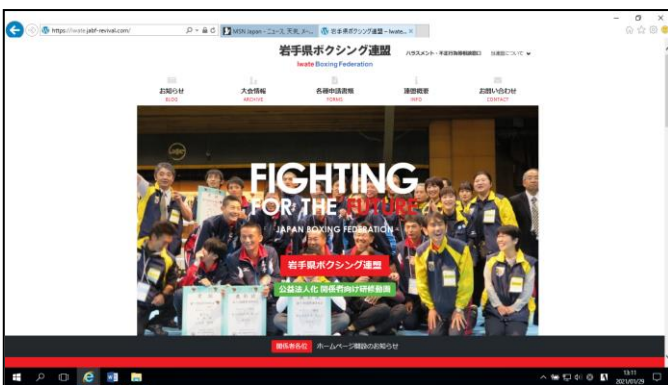 https://iwate.jabf-revival.com/
MSN Japan - ニュース, 天気, メー...
岩手県ボクシング連盟 – Iwate...
岩手県ボクシング連盟
Iwate Boxing Federation
お知らせ
BLOG
大会情報
ARCHIVE
各種申請書類
FORMS
連盟概要
INFO
お問い合わせ
CONTACT
FIGHTING
FOR THE FUTURE
JAPAN BOXING FEDERATION
岩手県ボクシング連盟
公益法人化 関係者向け研修動画
関係者各位 ホームページ開設のお知らせ
13:11
2021/01/29